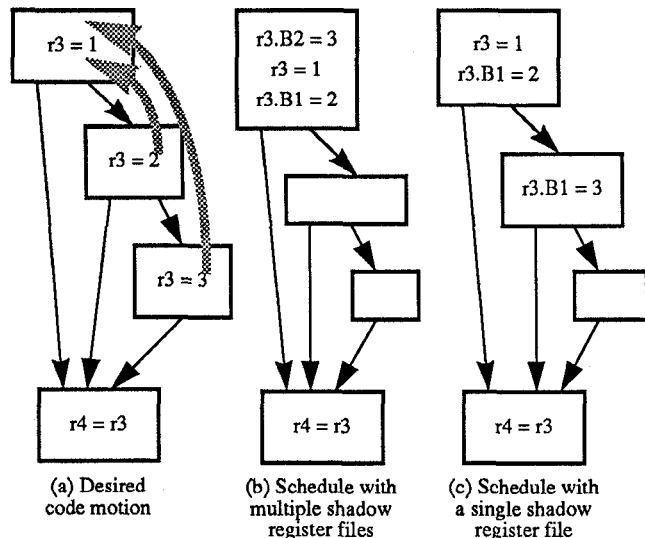 r3 = 1
r3 = 2
r3 = 3
r4 = r3
(a) Desired
code motion
r3.B2 = 3
r3 = 1
r3.B1 = 2
r4 = r3
(b) Schedule with
multiple shadow
register files
r3 = 1
r3.B1 = 2
r3.B1 = 3
r4 = r3
(c) Schedule with
a single shadow
register file